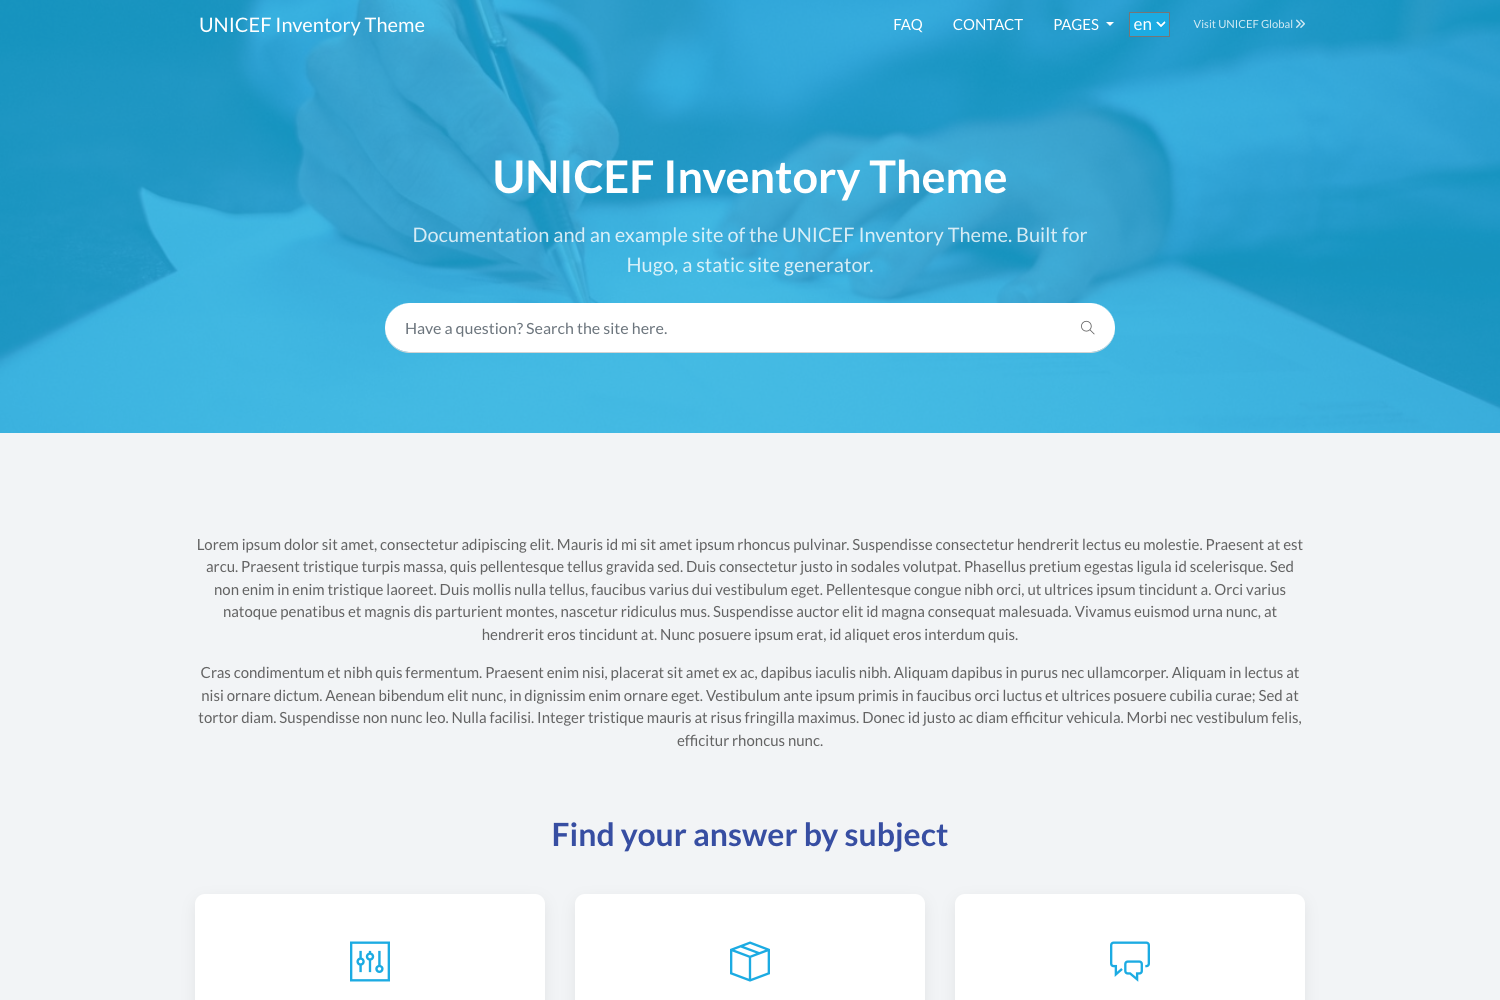 UNICEF Inventory Theme
FAQ CONTACT PAGES en Visit UNICEF Global
UNICEF Inventory Theme
Documentation and an example site of the UNICEF Inventory Theme. Built for
Hugo, a static site generator.
Have a question? Search the site here.
Lorem ipsum dolor sit amet, consectetur adipiscing elit. Mauris id mi sit amet ipsum rhoncus pulvinar. Suspendisse consectetur hendrerit lectus eu molestie. Praesent at est
arcu. Praesent tristique turpis massa, quis pellentesque tellus gravida sed. Duis consectetur justo in sodales volutpat. Phasellus pretium egestas ligula id scelerisque. Sed
non enim in enim tristique laoreet. Duis mollis nulla tellus, faucibus varius dui vestibulum eget. Pellentesque congue nibh orci, ut ultrices ipsum tincidunt a. Orci varius
natoque penatibus et magnis dis parturient montes, nascetur ridiculus mus. Suspendisse auctor elit id magna consequat malesuada. Vivamus euismod urna nunc, at
hendrerit eros tincidunt at. Nunc posuere ipsum erat, id aliquet eros interdum quis.
Cras condimentum et nibh quis fermentum. Praesent enim nisi, placerat sit amet ex ac, dapibus iaculis nibh. Aliquam dapibus in purus nec ullamcorper. Aliquam in lectus at
nisi ornare dictum. Aenean bibendum elit nunc, in dignissim enim ornare eget. Vestibulum ante ipsum primis in faucibus orci luctus et ultrices posuere cubilia curae; Sed at
tortor diam. Suspendisse non nunc leo. Nulla facilisi. Integer tristique mauris at risus fringilla maximus. Donec id justo ac diam efficitur vehicula. Morbi nec vestibulum felis,
efficitur rhoncus nunc.
Find your answer by subject